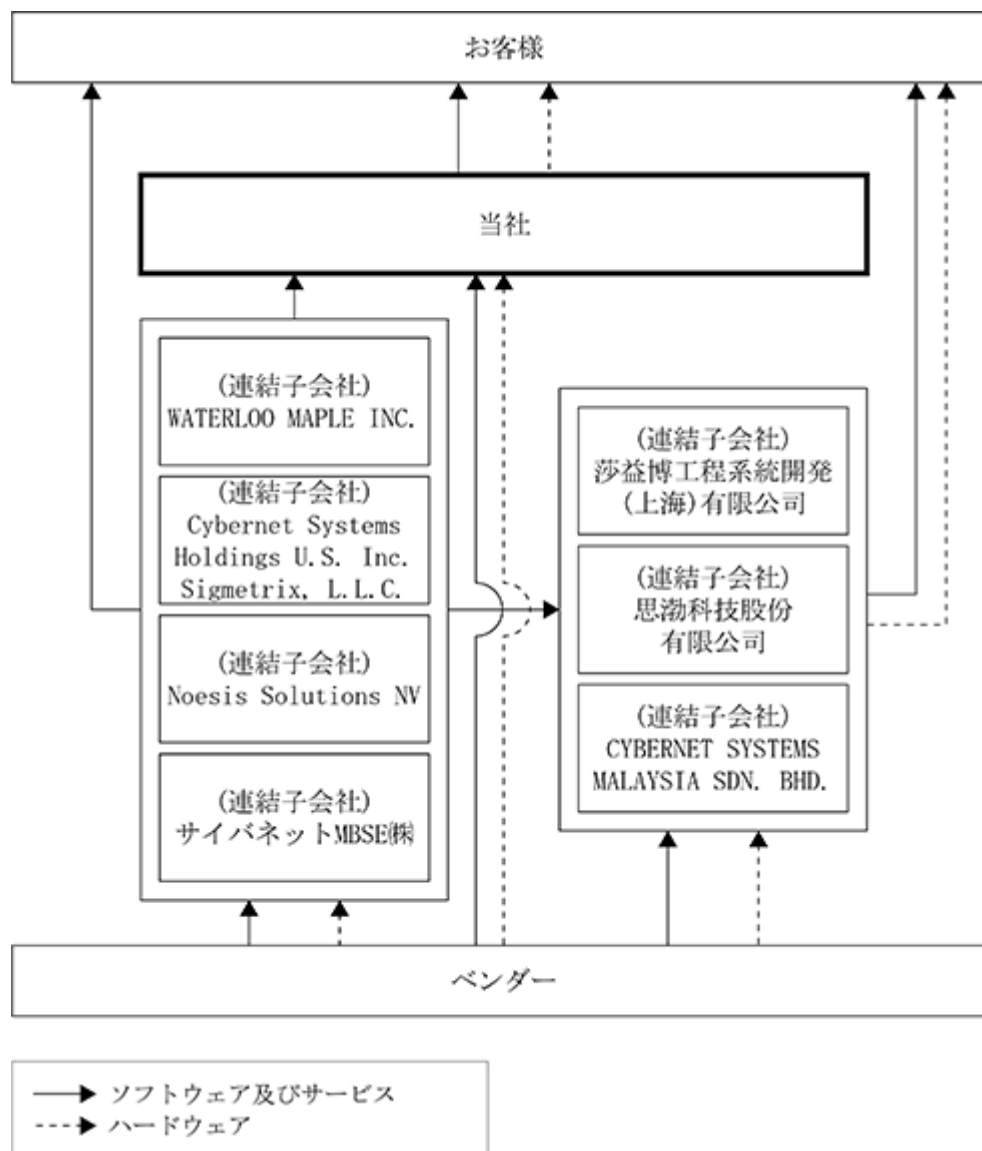 お客様
当社
(連結子会社)
WATERLOO MAPLE INC.
(連結子会社)
Cybernet Systems
Holdings U.S. Inc.
Sigmetrix, L.L.C.
(連結子会社)
Noesis Solutions NV
(連結子会社)
サイバネットMBSE㈱
(連結子会社)
莎益博工程系統開発
(上海)有限公司
(連結子会社)
思渤科技股份
有限公司
(連結子会社)
CYBERNET SYSTEMS
MALAYSIA SDN. BHD.
ベンダー
ソフトウェア及びサービス
ハードウェア